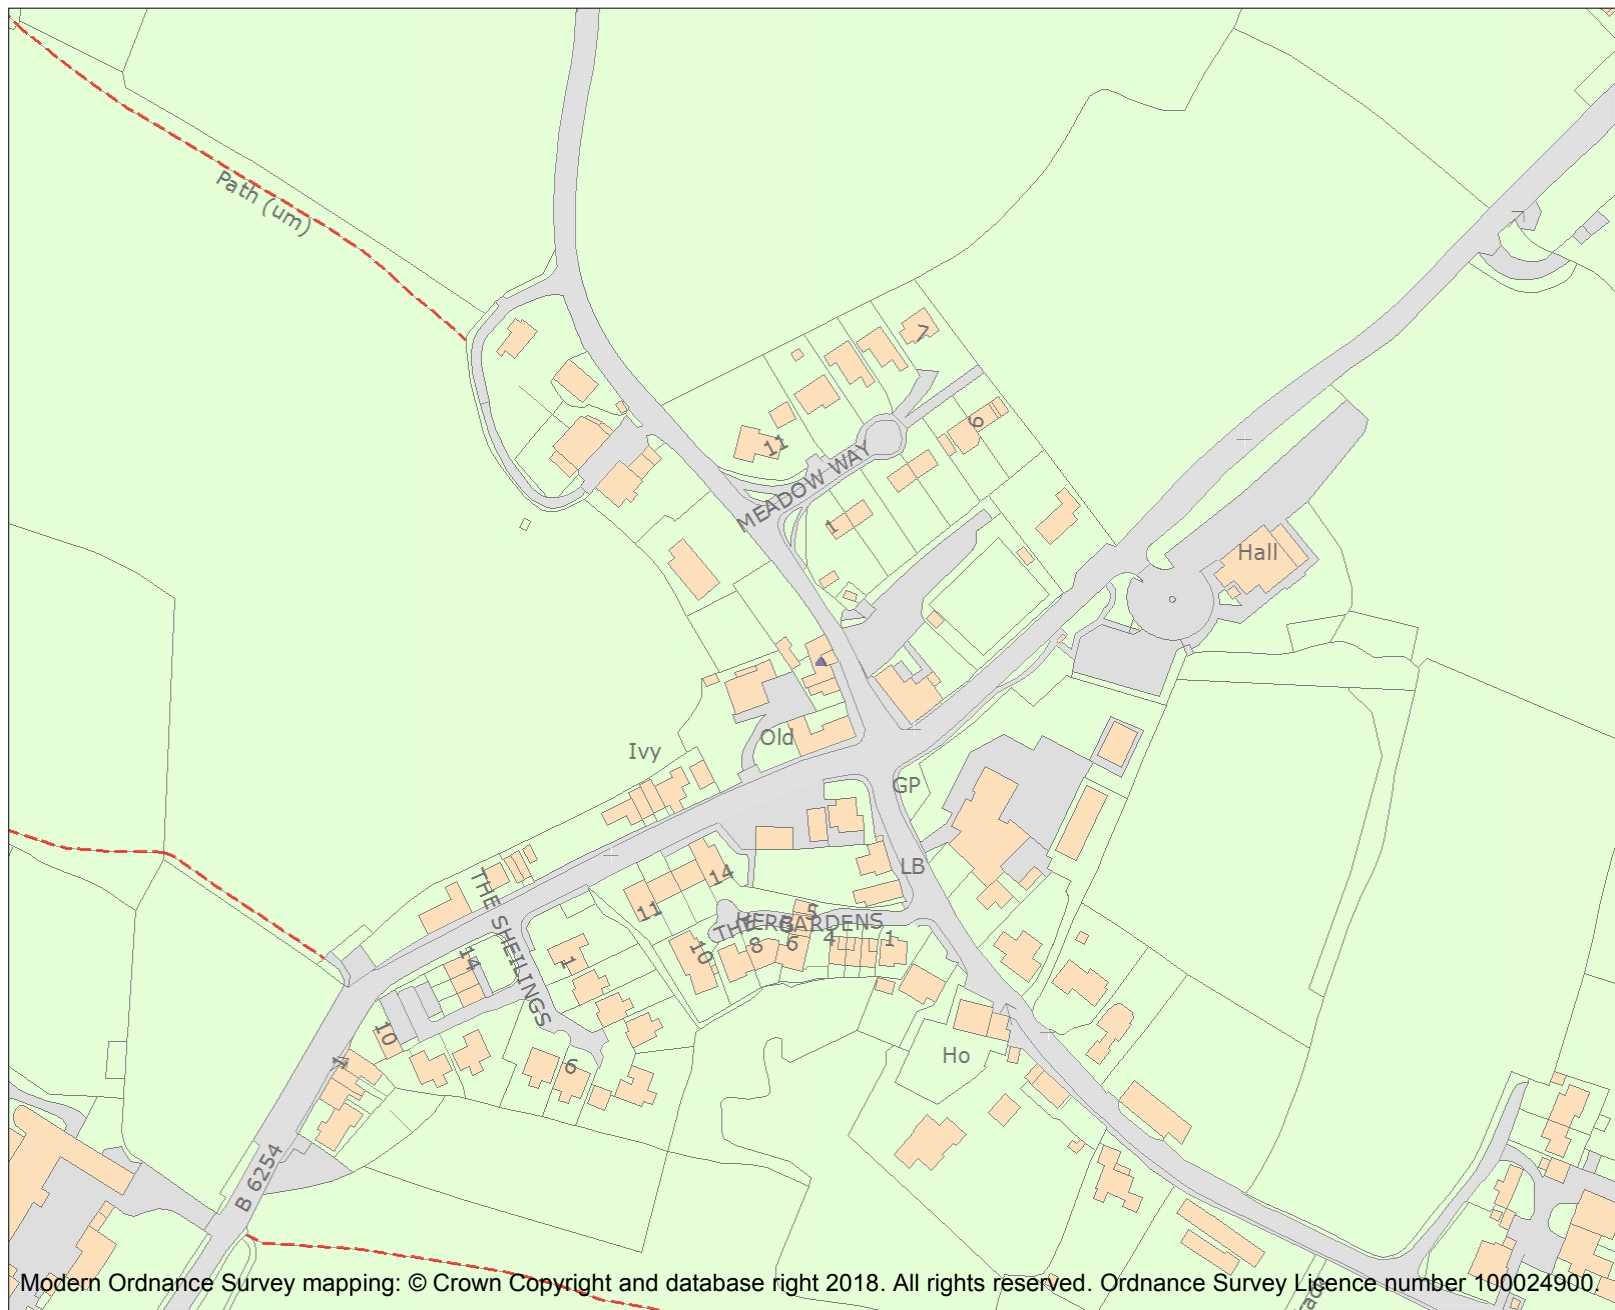 Path (um)
7
9
11
MEADOW WAY
1
Hall
Old
Ivy
GP
LB
14
11
THE SHEILINGS
5
THE GARDENS
10
8
6
4
1
14
1
10
6
Ho
B 6254
Modern Ordnance Survey mapping: © Crown Copyright and database right 2018. All rights reserved. Ordnance Survey Licence number 100024900.